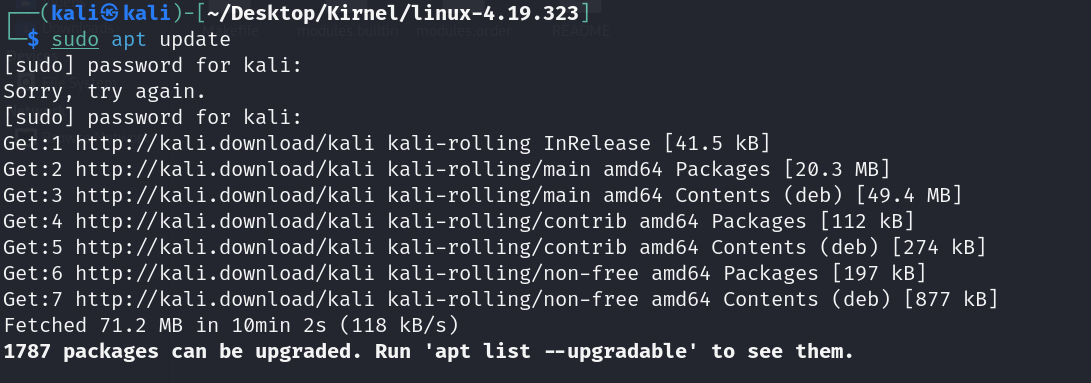 ┌──(kali㉿kali)-[~/Desktop/Kirnel/linux-4.19.323]
└─$ sudo apt update
[sudo] password for kali:
Sorry, try again.
[sudo] password for kali:
Get:1 http://kali.download/kali kali-rolling InRelease [41.5 kB]
Get:2 http://kali.download/kali kali-rolling/main amd64 Packages [20.3 MB]
Get:3 http://kali.download/kali kali-rolling/main amd64 Contents (deb) [49.4 MB]
Get:4 http://kali.download/kali kali-rolling/contrib amd64 Packages [112 kB]
Get:5 http://kali.download/kali kali-rolling/contrib amd64 Contents (deb) [274 kB]
Get:6 http://kali.download/kali kali-rolling/non-free amd64 Packages [197 kB]
Get:7 http://kali.download/kali kali-rolling/non-free amd64 Contents (deb) [877 kB]
Fetched 71.2 MB in 10min 2s (118 kB/s)
1787 packages can be upgraded. Run 'apt list --upgradable' to see them.